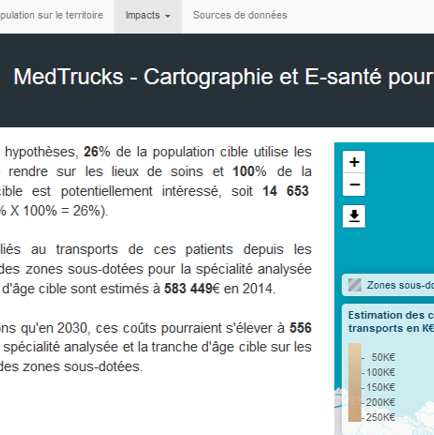 pulation sur le territoire Impacts Sources de données
MedTrucks - Cartographie et E-santé pour
hypothèses, 26% de la population cible utilise les
rendre sur les lieux de soins et 100% de la
cible est potentiellement intéressé, soit 14 653
% X 100% = 26%).
liés au transports de ces patients depuis les
des zones sous-dotées pour la spécialité analysée
d'âge cible sont estimés à 583 449€ en 2014.
ns qu'en 2030, ces coûts pourraient s'élever à 556
spécialité analysée et la tranche d'âge cible sur les
des zones sous-dotées.
+
−
Zones sous-do
Estimation des c
transports en K€
50K€
100K€
150K€
200K€
250K€